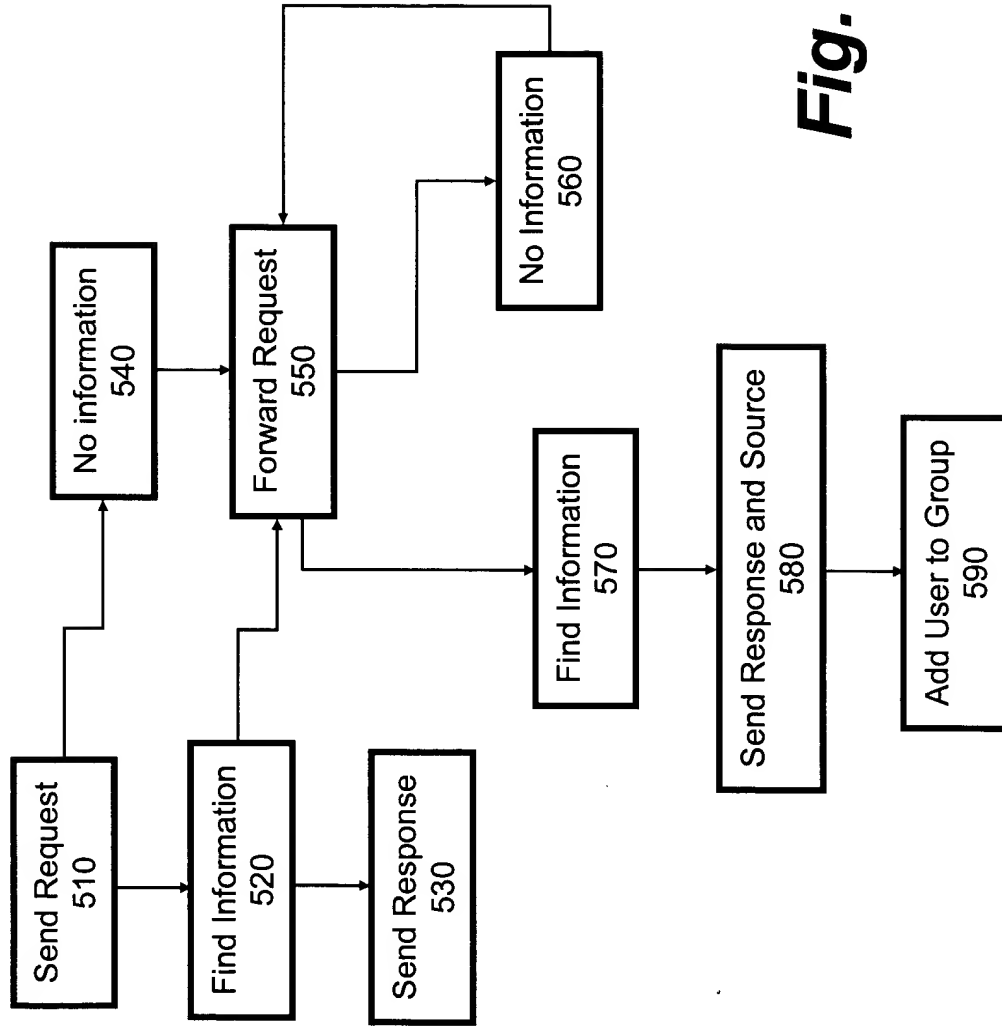 Send Request
510
Find Information
520
Send Response
530
No information
540
Forward Request
550
No Information
560
Find Information
570
Send Response and Source
580
Add User to Group
590
Fig.